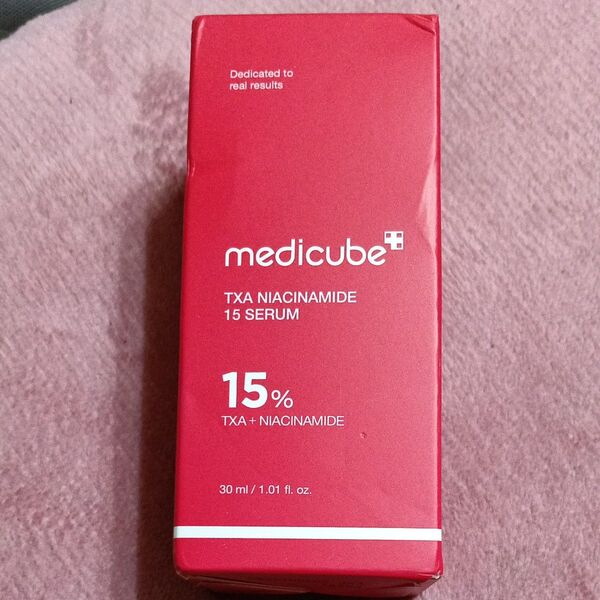 Dedicated to
real results
medicube
TXA NIACINAMIDE
15 SERUM
15%
TXA + NIACINAMIDE
30 ml / 1.01 fl. oz.